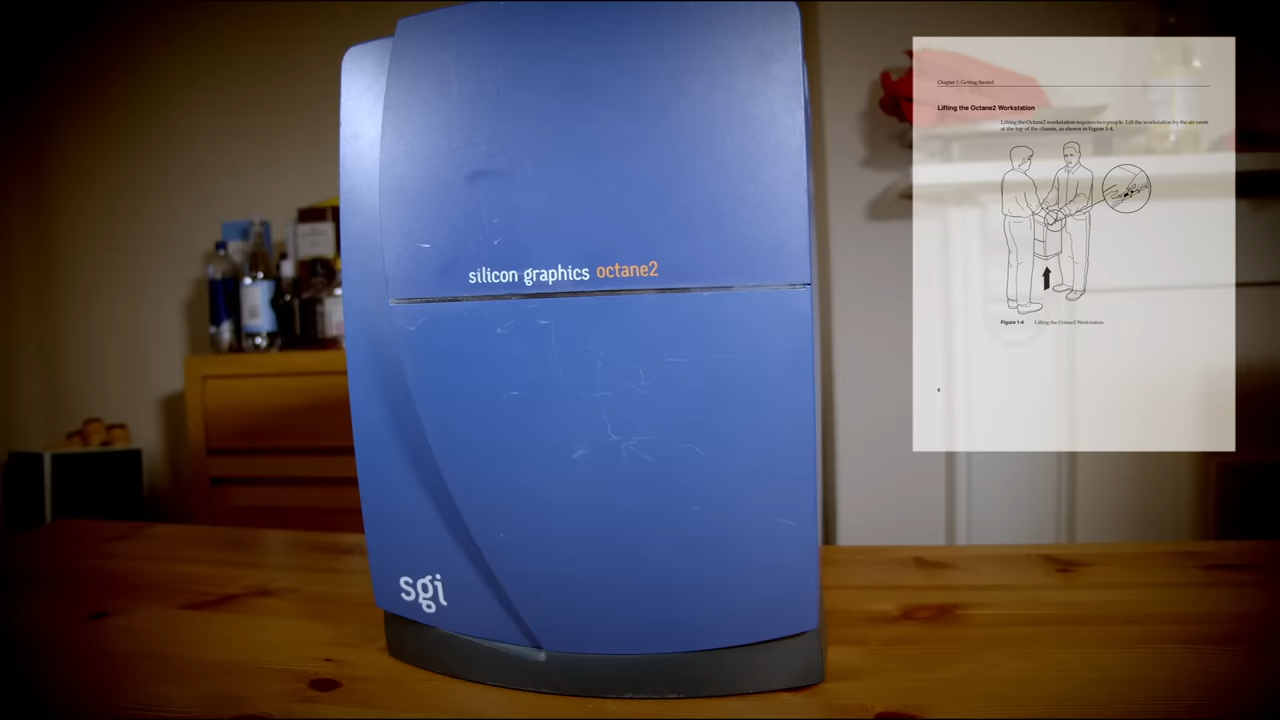 silicon graphics octane2
sgi
Chapter 1: Getting Started
Lifting the Octane2 Workstation
Lifting the Octane2 workstation requires two people. Lift the workstation by the air vents
at the top of the chassis, as shown in Figure 1-4.
Figure 1-4 Lifting the Octane2 Workstation
6